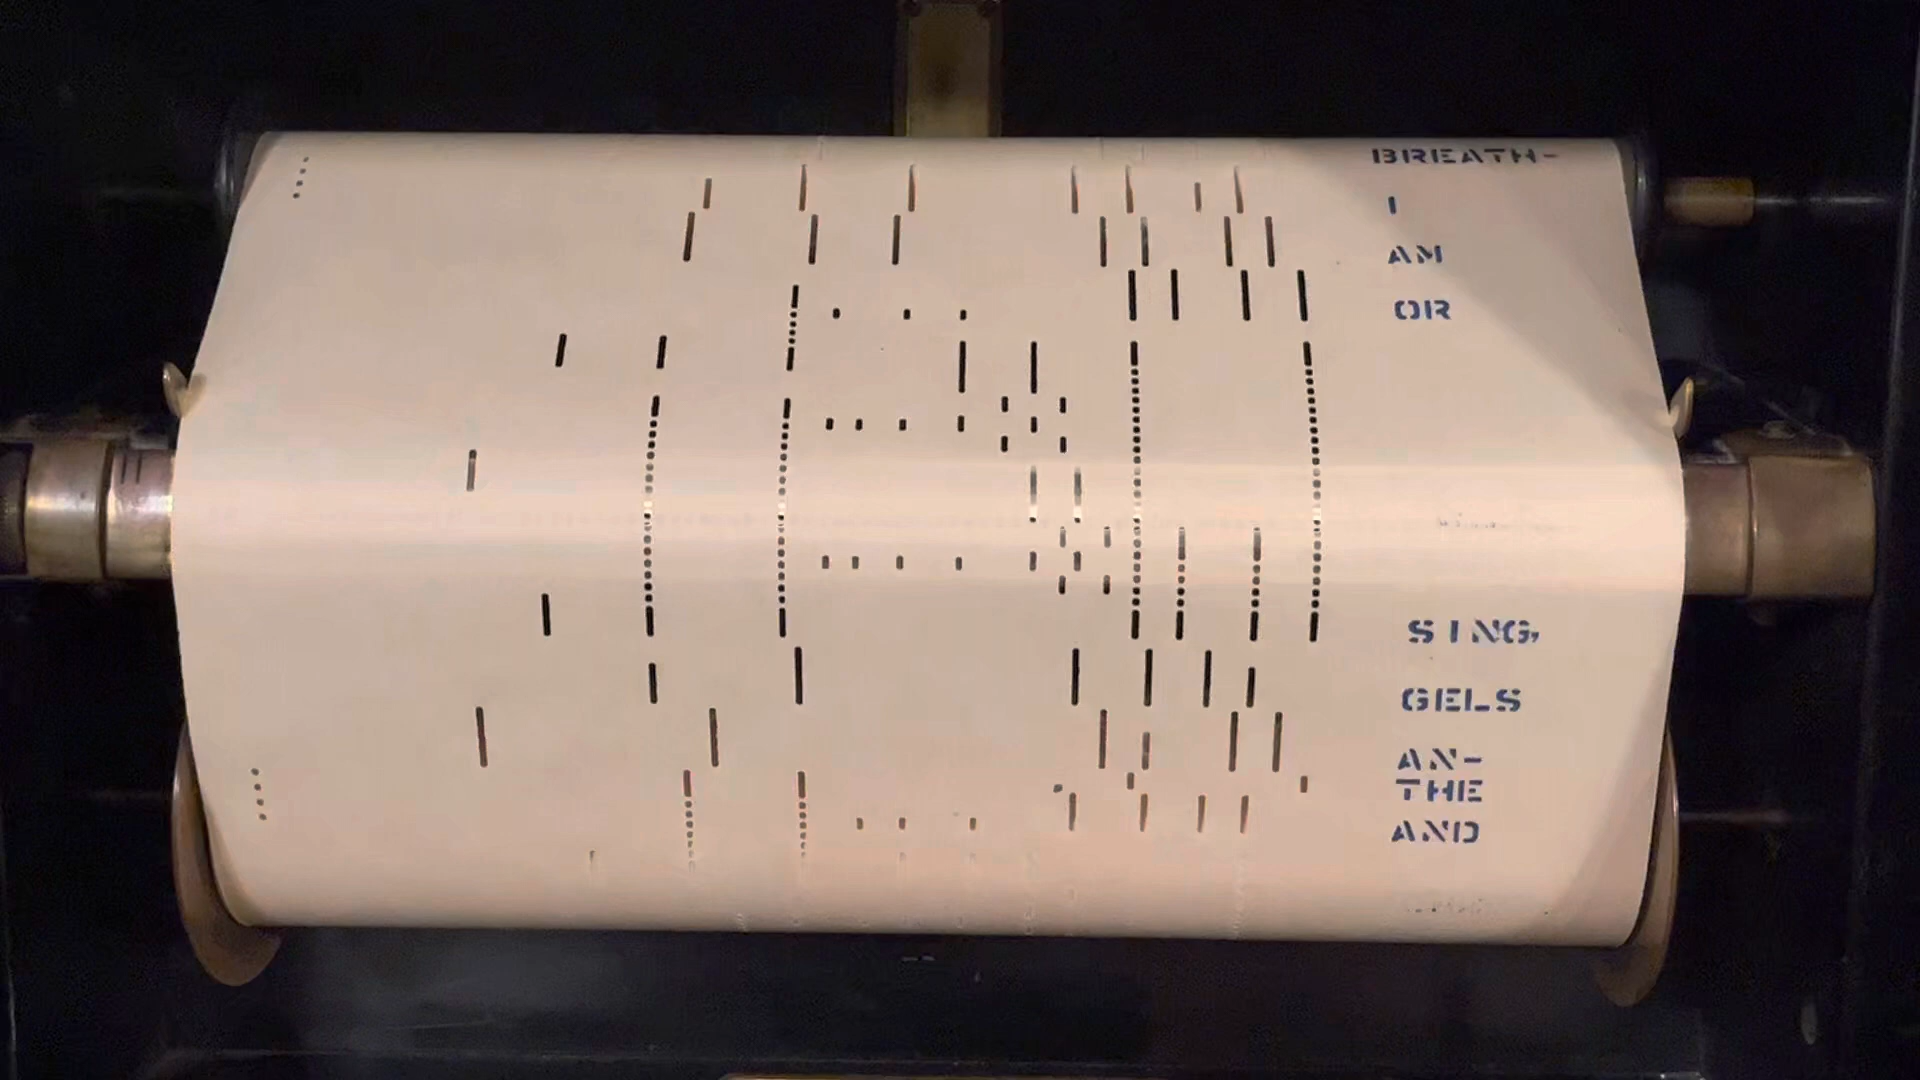 BREATH-
I
AM
OR
SING,
GELS
AN-
THE
AND